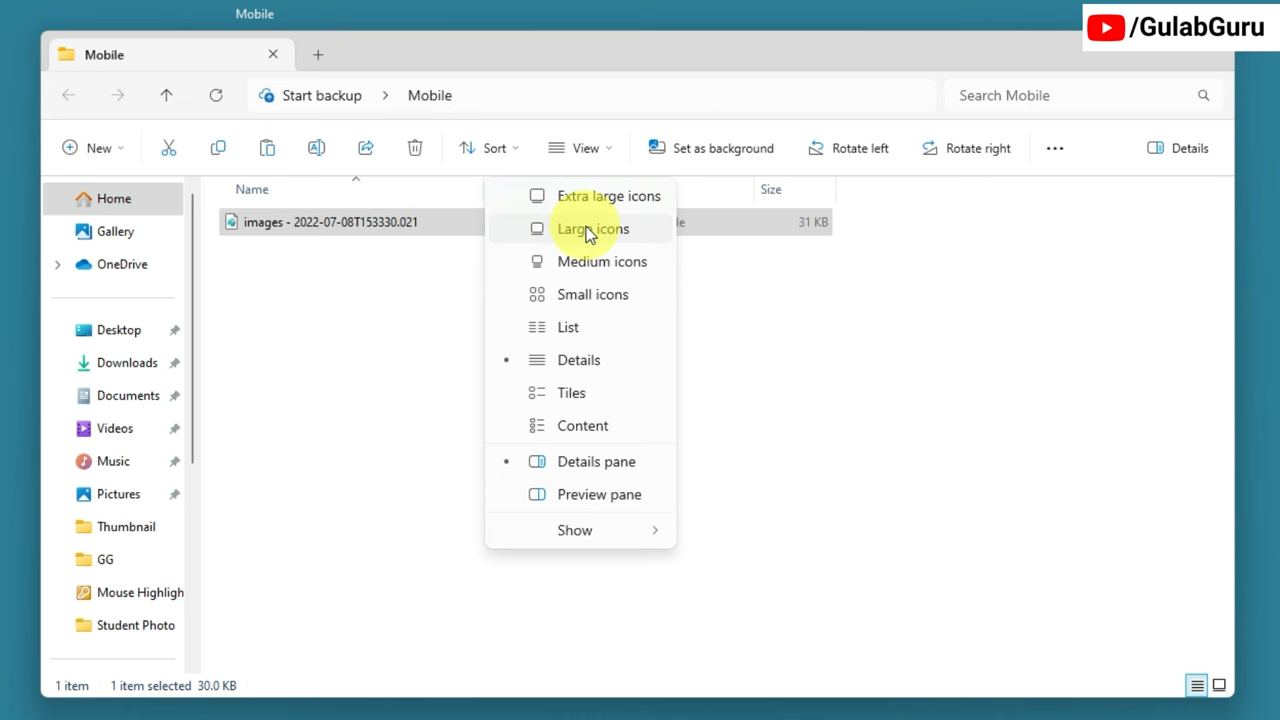 Mobile
/GulabGuru
Mobile
Start backup > Mobile
Search Mobile
New
Sort
View
Set as background
Rotate left
Rotate right
...
Details
Name
Size
images - 2022-07-08T153330.021
31 KB
Home
Gallery
OneDrive
Desktop
Downloads
Documents
Videos
Music
Pictures
Thumbnail
GG
Mouse Highligh
Student Photo
Extra large icons
Large icons
Medium icons
Small icons
List
Details
Tiles
Content
Details pane
Preview pane
Show
1 item
1 item selected 30.0 KB